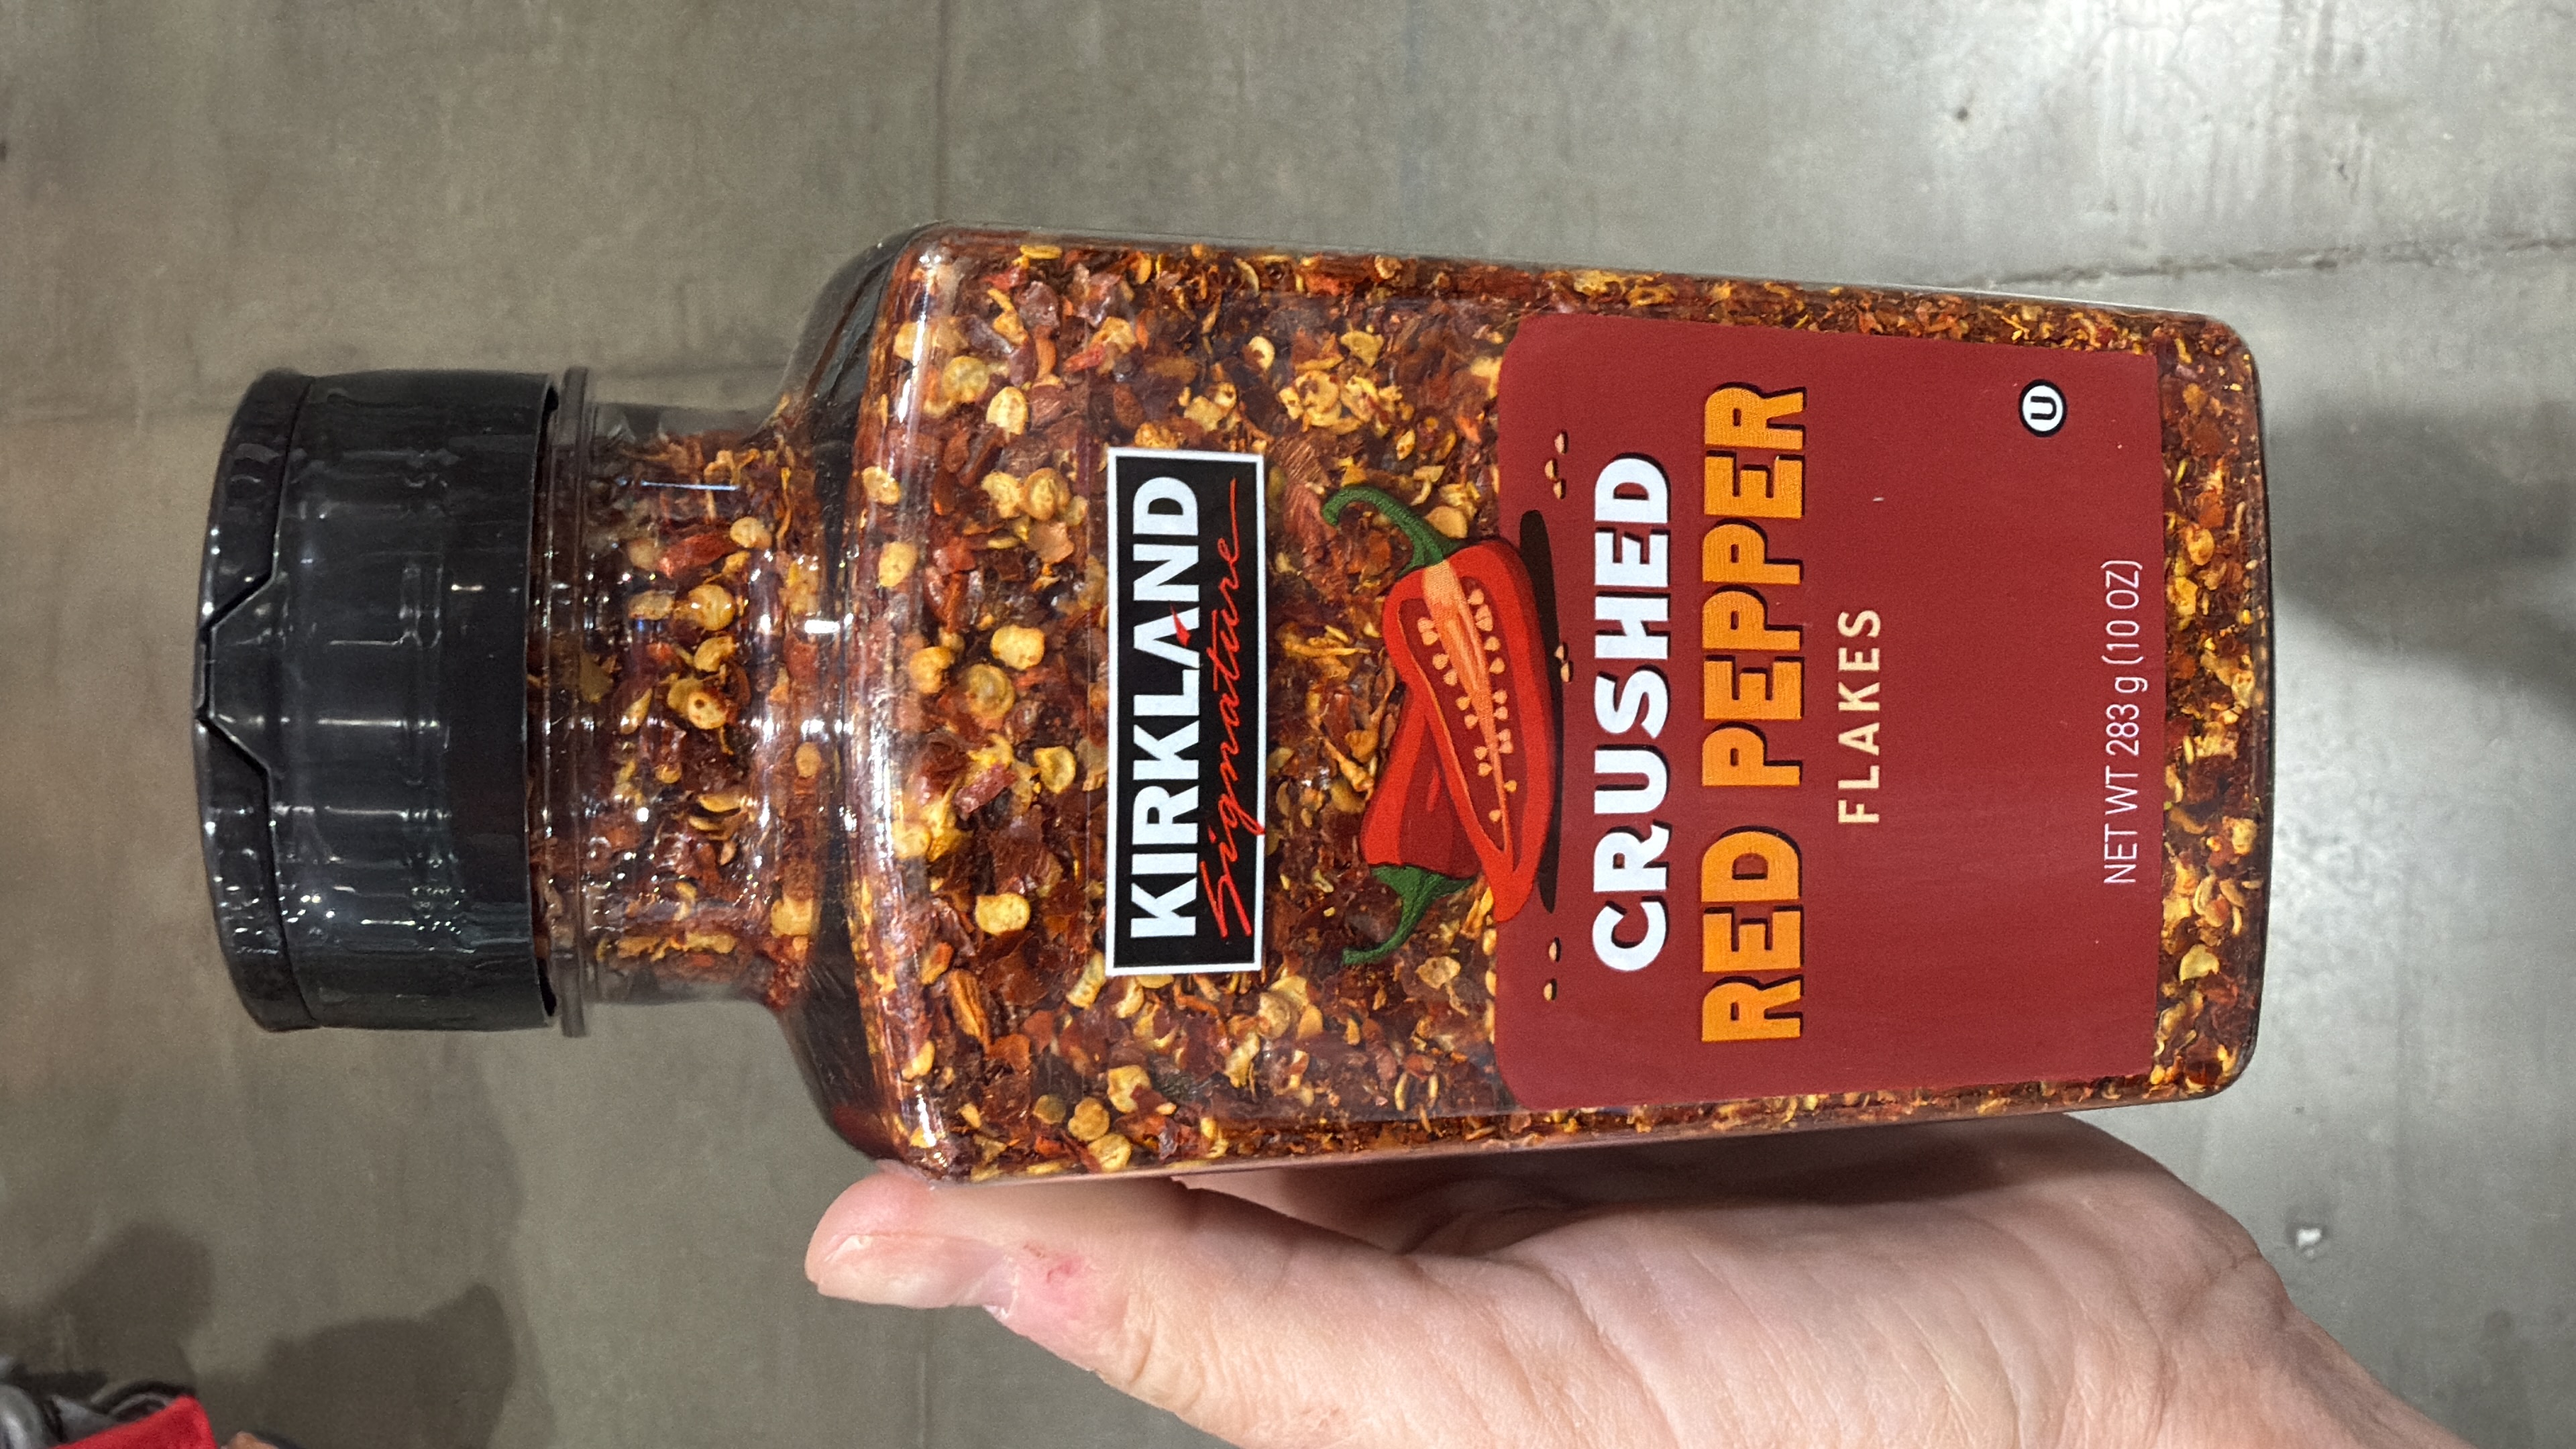 KIRKLAND
Signature
CRUSHED
RED PEPPER
FLAKES
U
NET WT 283 g (10 OZ)